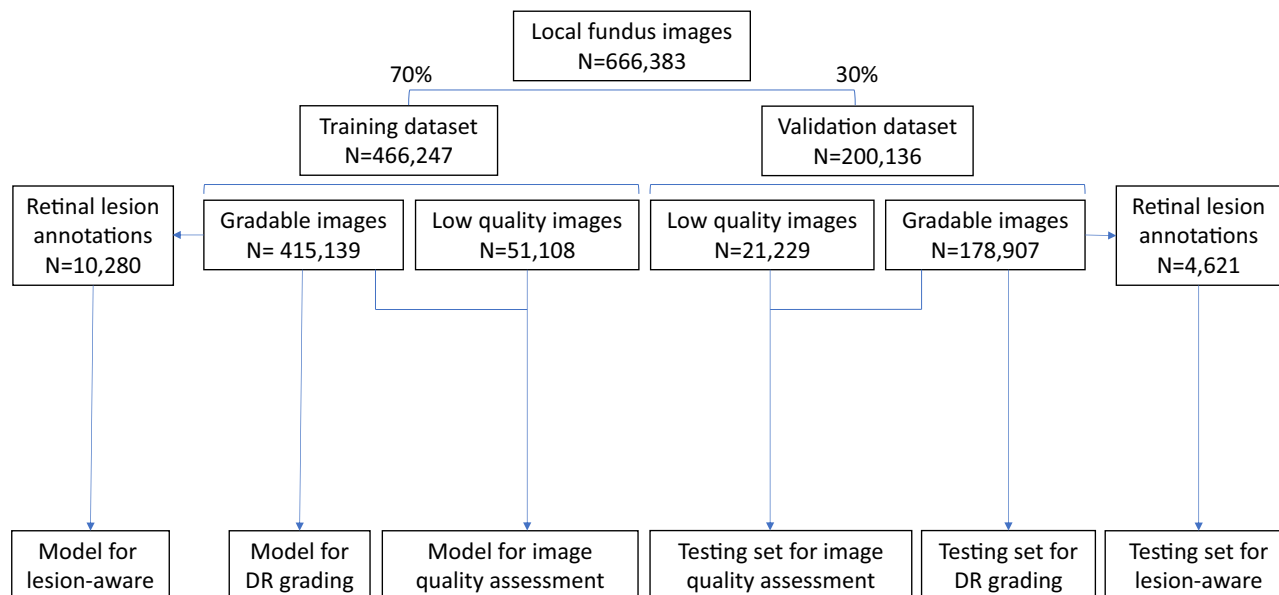 Local fundus images
N=666,383
70%
30%
Training dataset
N=466,247
Validation dataset
N=200,136
Retinal lesion
annotations
N=10,280
Gradable images
N= 415,139
Low quality images
N=51,108
Low quality images
N=21,229
Gradable images
N=178,907
Retinal lesion
annotations
N=4,621
Model for
lesion-aware
Model for
DR grading
Model for image
quality assessment
Testing set for image
quality assessment
Testing set for
DR grading
Testing set for
lesion-aware